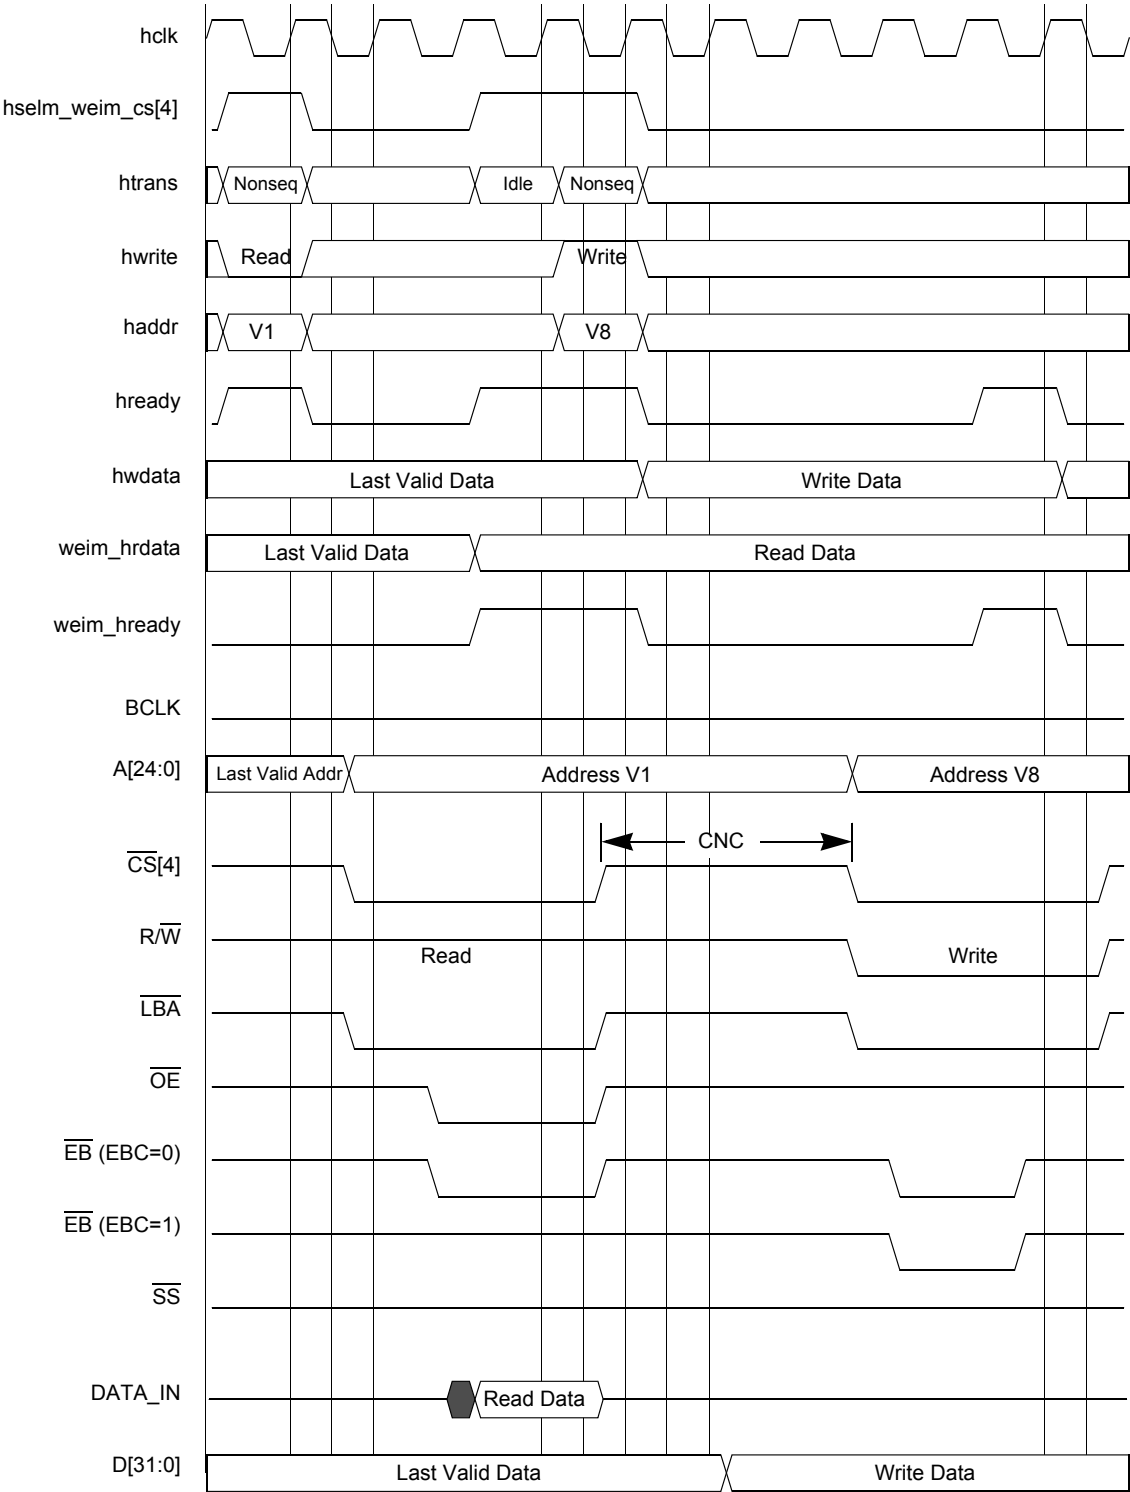 hclk
hselm_weim_cs[4]
htrans Nonseq Idle Nonseq
hwrite Read Write
haddr V1 V8
hready
hwdata Last Valid Data Write Data
weim_hrdata Last Valid Data Read Data
weim_hready
BCLK
A[24:0] Last Valid Addr Address V1 Address V8
CNC
CS[4]
R/W Read Write
LBA
OE
EB (EBC=0)
EB (EBC=1)
SS
DATA_IN Read Data
D[31:0] Last Valid Data Write Data